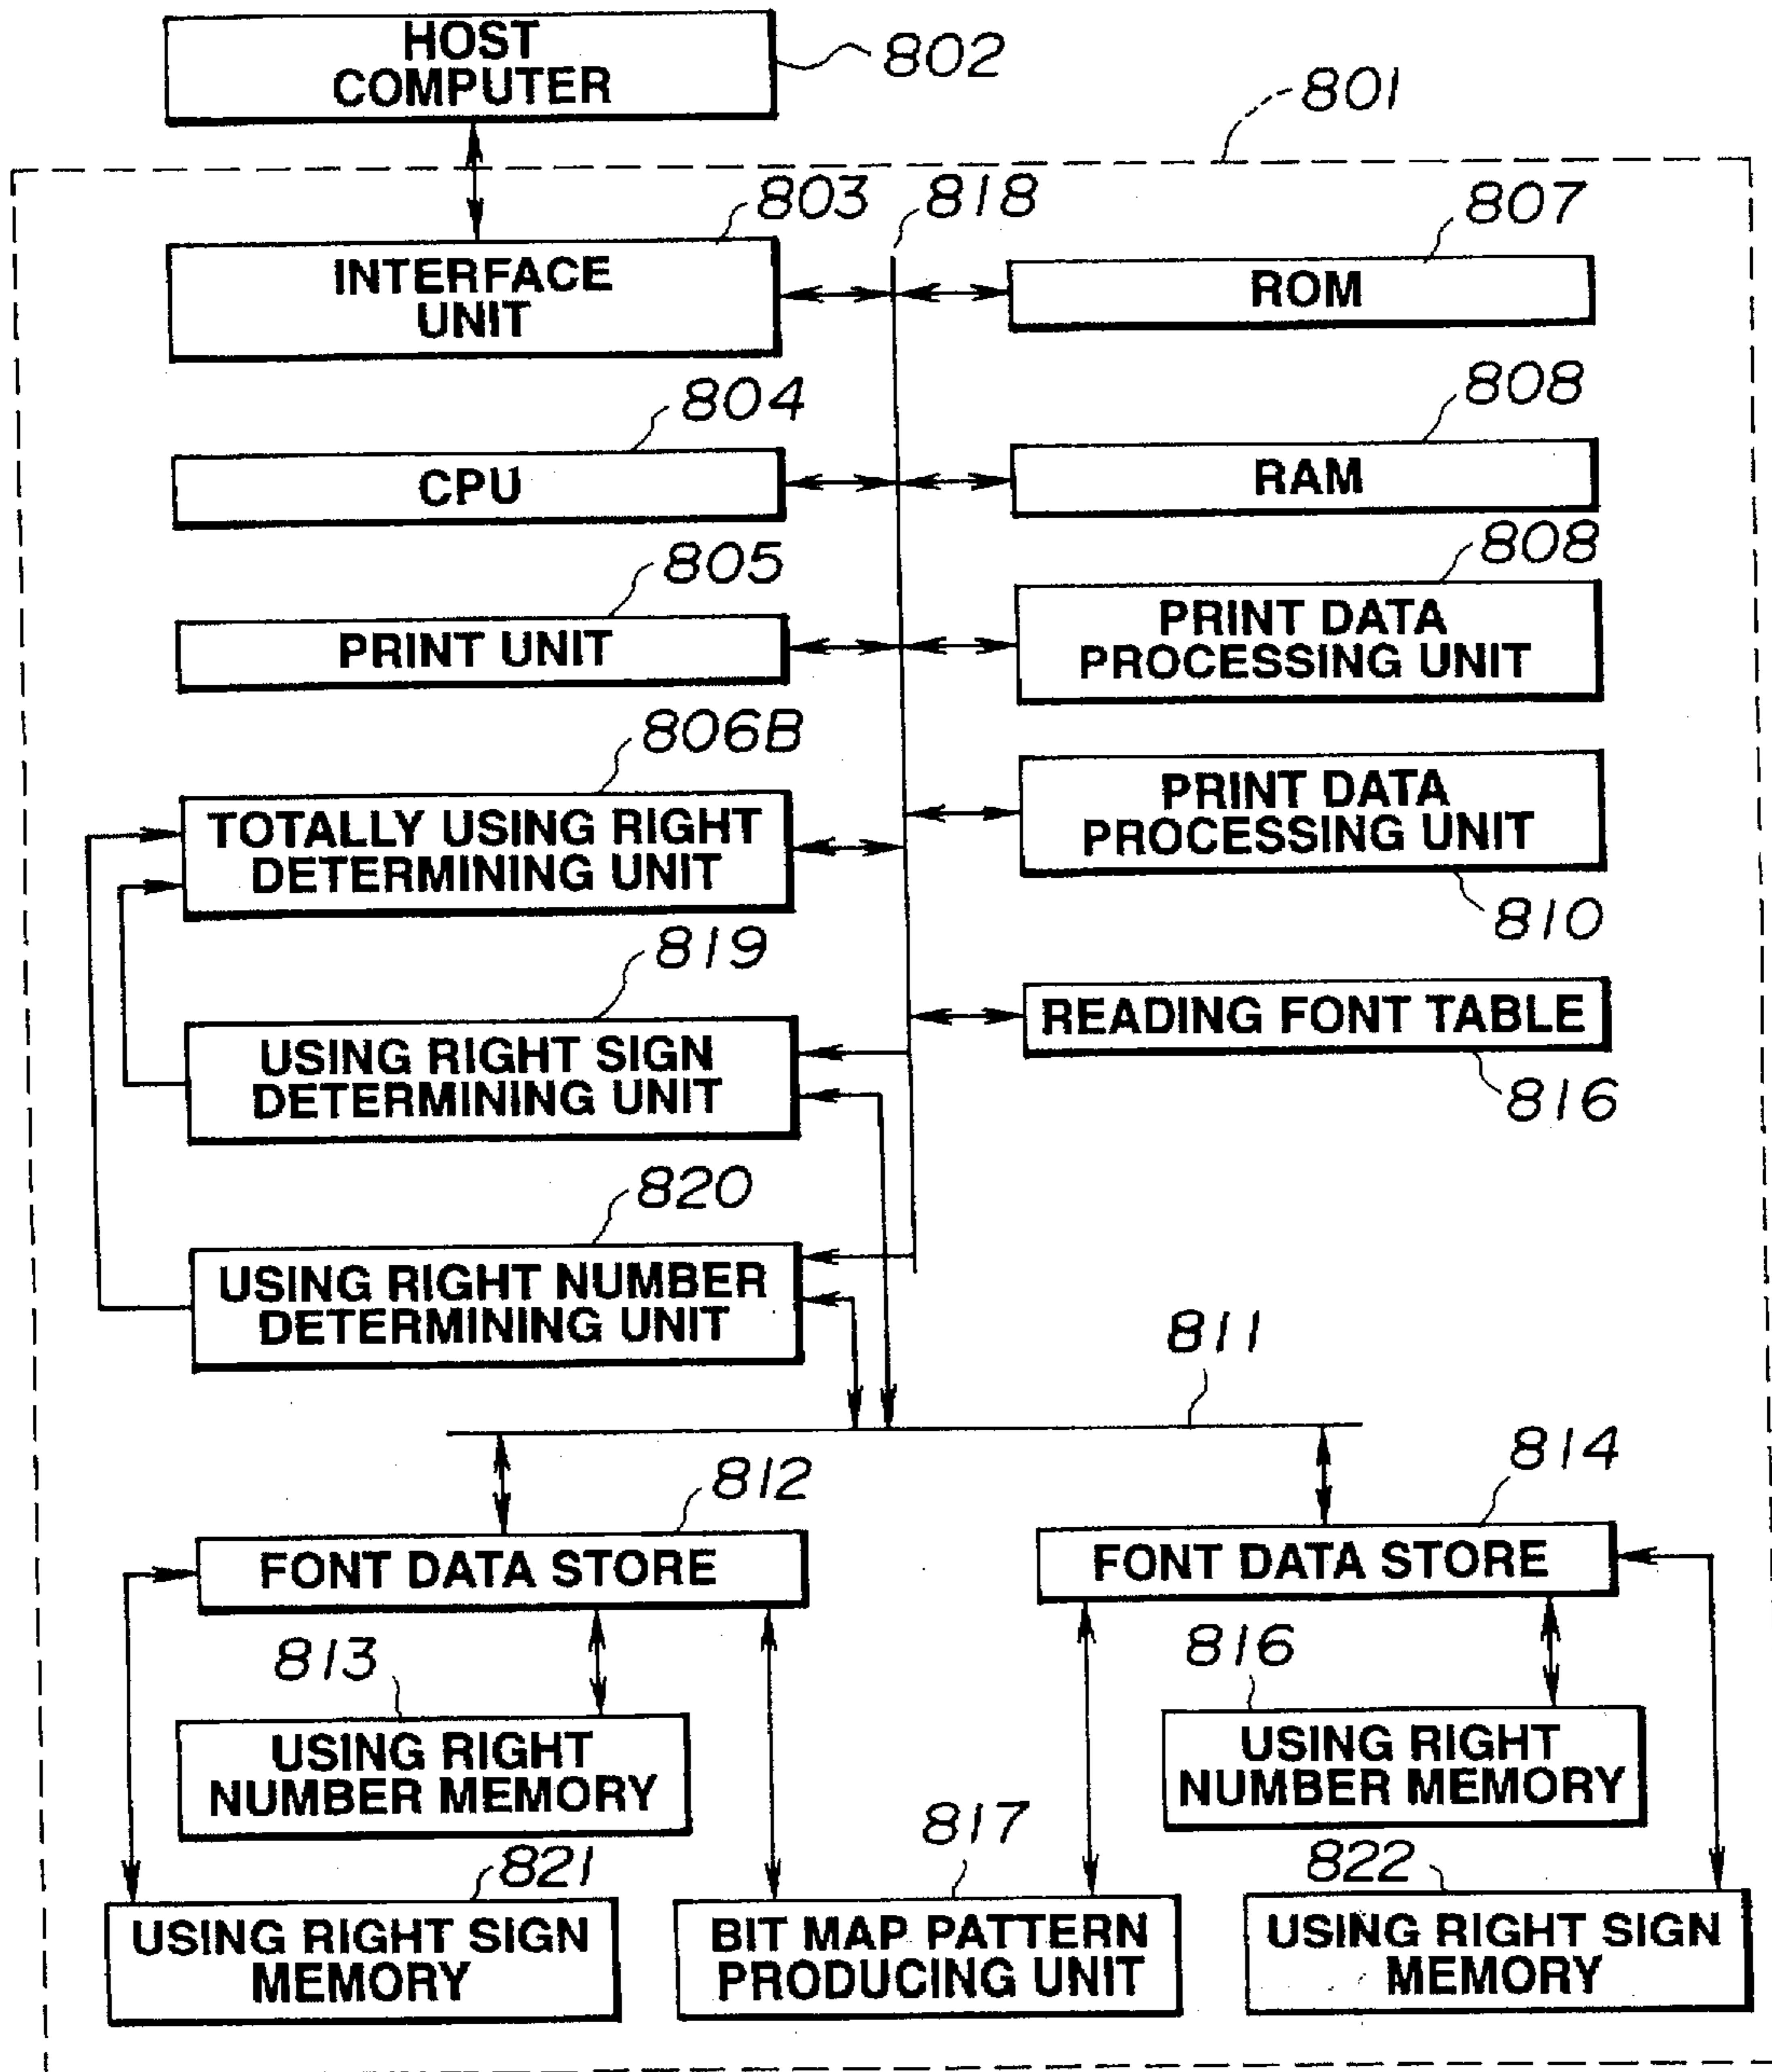 HOST
COMPUTER
802
801
803
818
807
INTERFACE
UNIT
ROM
804
808
CPU
RAM
805
808
PRINT UNIT
PRINT DATA
PROCESSING UNIT
806B
TOTALLY USING RIGHT
DETERMINING UNIT
PRINT DATA
PROCESSING UNIT
810
819
USING RIGHT SIGN
DETERMINING UNIT
READING FONT TABLE
816
820
USING RIGHT NUMBER
DETERMINING UNIT
811
812
814
FONT DATA STORE
FONT DATA STORE
813
816
USING RIGHT
NUMBER MEMORY
USING RIGHT
NUMBER MEMORY
821
817
822
USING RIGHT SIGN
MEMORY
BIT MAP PATTERN
PRODUCING UNIT
USING RIGHT SIGN
MEMORY